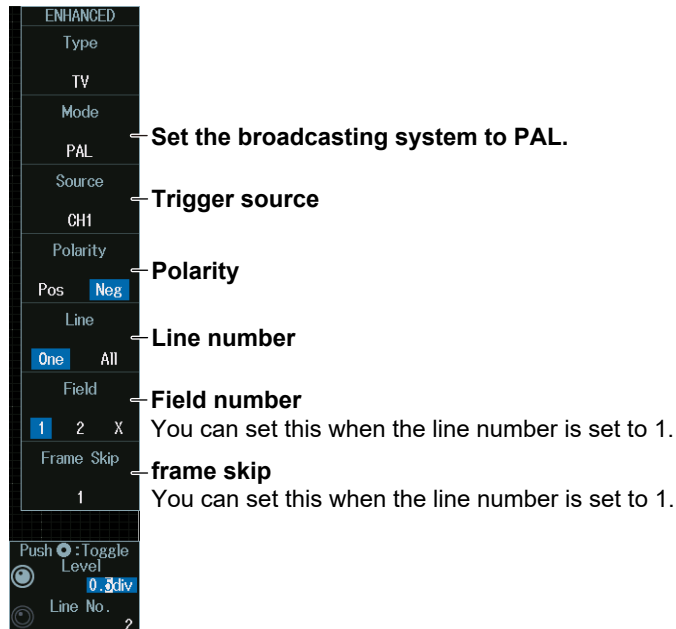 ENHANCED
Type
TV
Mode
PAL
Set the broadcasting system to PAL.
Source
CH1
Trigger source
Polarity
Pos Neg
Polarity
Line
One All
Line number
Field
1 2 X
Field number
You can set this when the line number is set to 1.
Frame Skip
1
frame skip
You can set this when the line number is set to 1.
Push :Toggle
Level
0.5div
Line No.
2